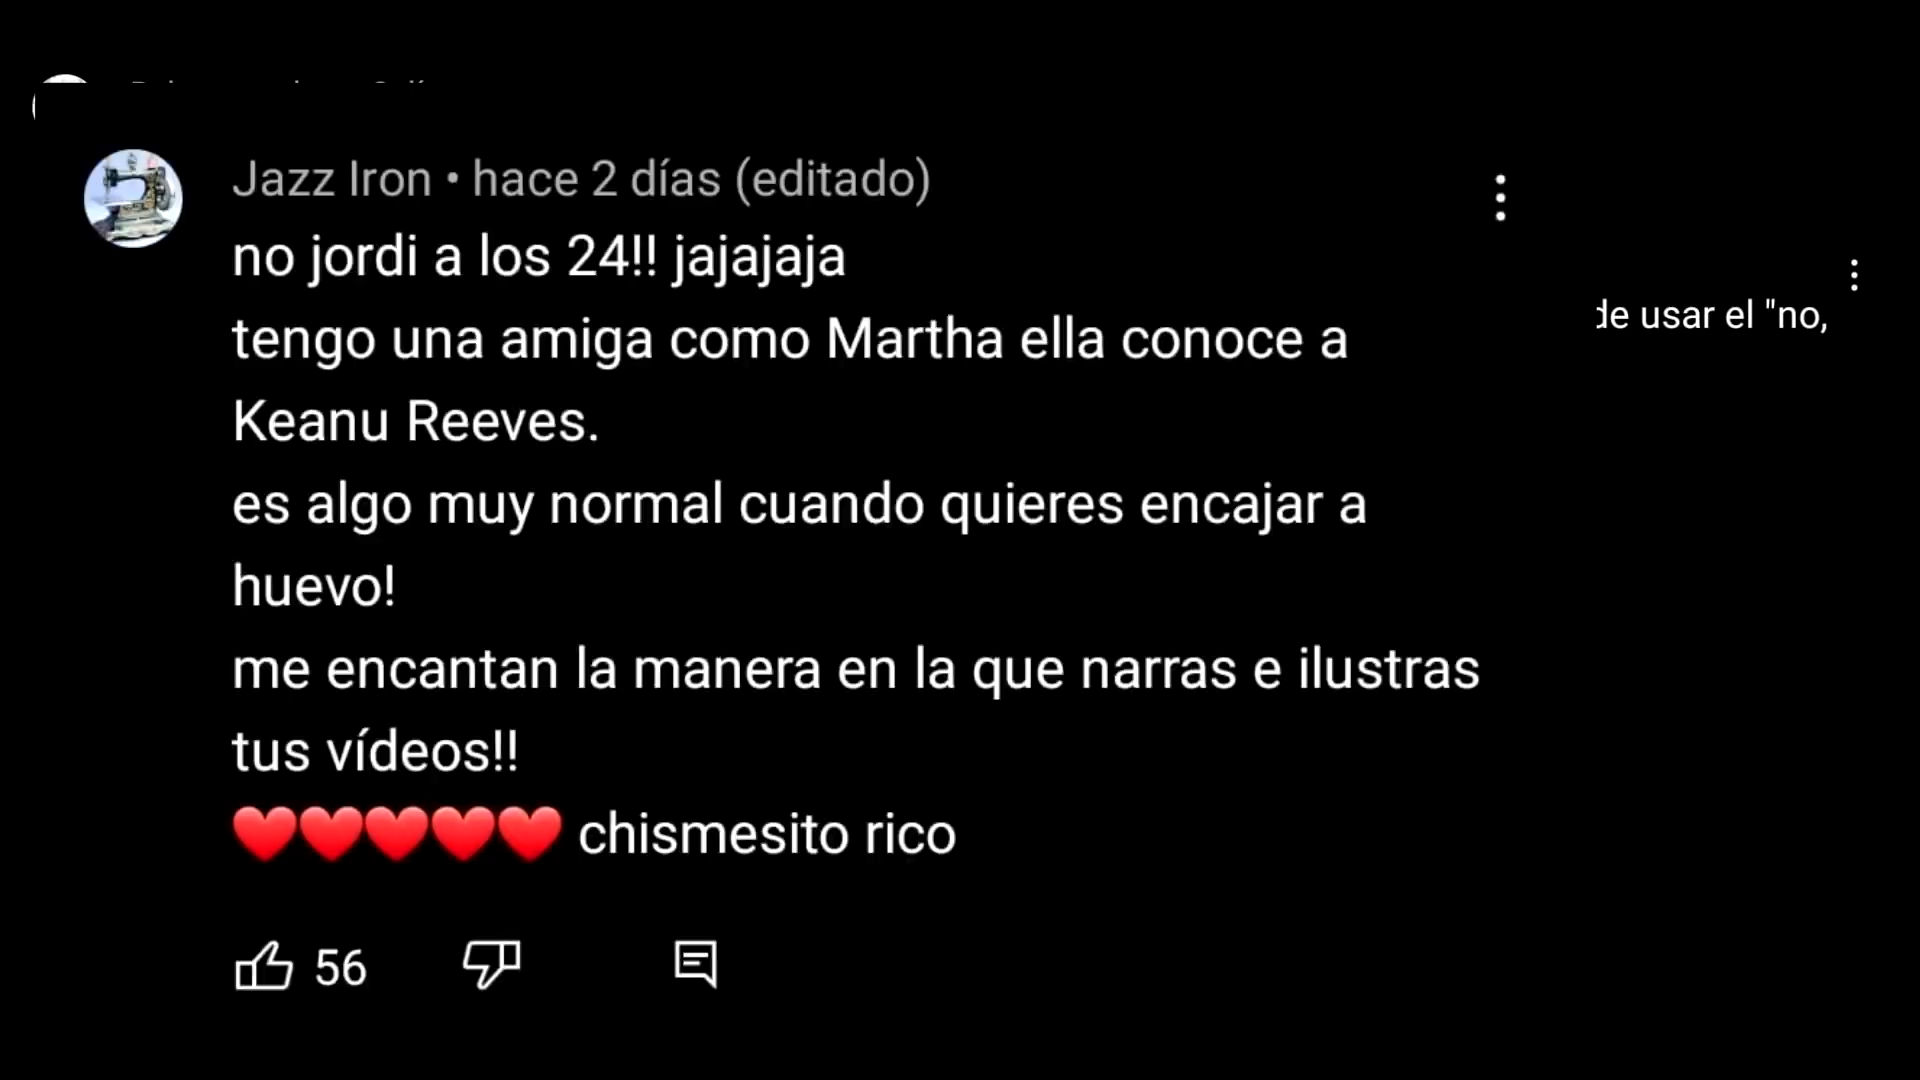 Jazz Iron • hace 2 días (editado)
no jordi a los 24!! jajajaja
de usar el "no,
tengo una amiga como Martha ella conoce a
Keanu Reeves.
es algo muy normal cuando quieres encajar a
huevo!
me encantan la manera en la que narras e ilustras
tus vídeos!!
❤️❤️❤️❤️❤️ chismesito rico
56